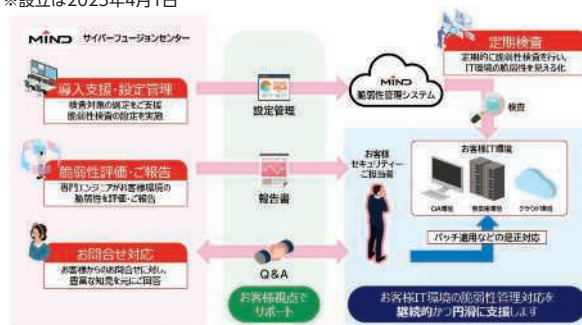 ※設立は2025年4月1日
MIND サイバーフュージョンセンター
導入支援・設定管理
検査対象の選定をご支援
脆弱性検査の設定を実施
設定管理
MIND
脆弱性管理システム
定期検査
定期的に脆弱性検査を行い、
IT環境の脆弱性を見える化
検査
脆弱性評価・ご報告
専門エンジニアがお客様環境の
脆弱性を評価・ご報告
報告書
お客様
セキュリティー
ご担当者
お客様IT環境
OA環境
クラウド環境
パッチ適用などの是正対応
お問合せ対応
お客様からのお問合せに対し、
豊富な知見を元にご回答
Q&A
お客様視点で
サポート
お客様IT環境の脆弱性管理対応を
継続的かつ円滑に支援します